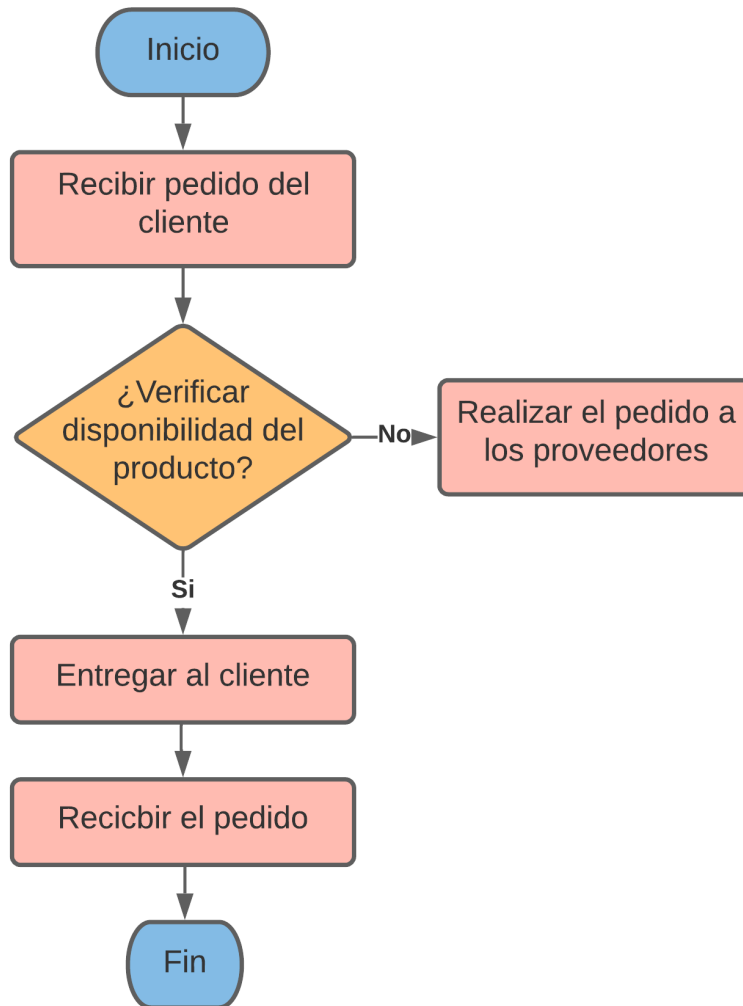 Inicio
Recibir pedido del
cliente
¿Verificar
disponibilidad del
producto?
No
Realizar el pedido a
los proveedores
Si
Entregar al cliente
Recicbir el pedido
Fin